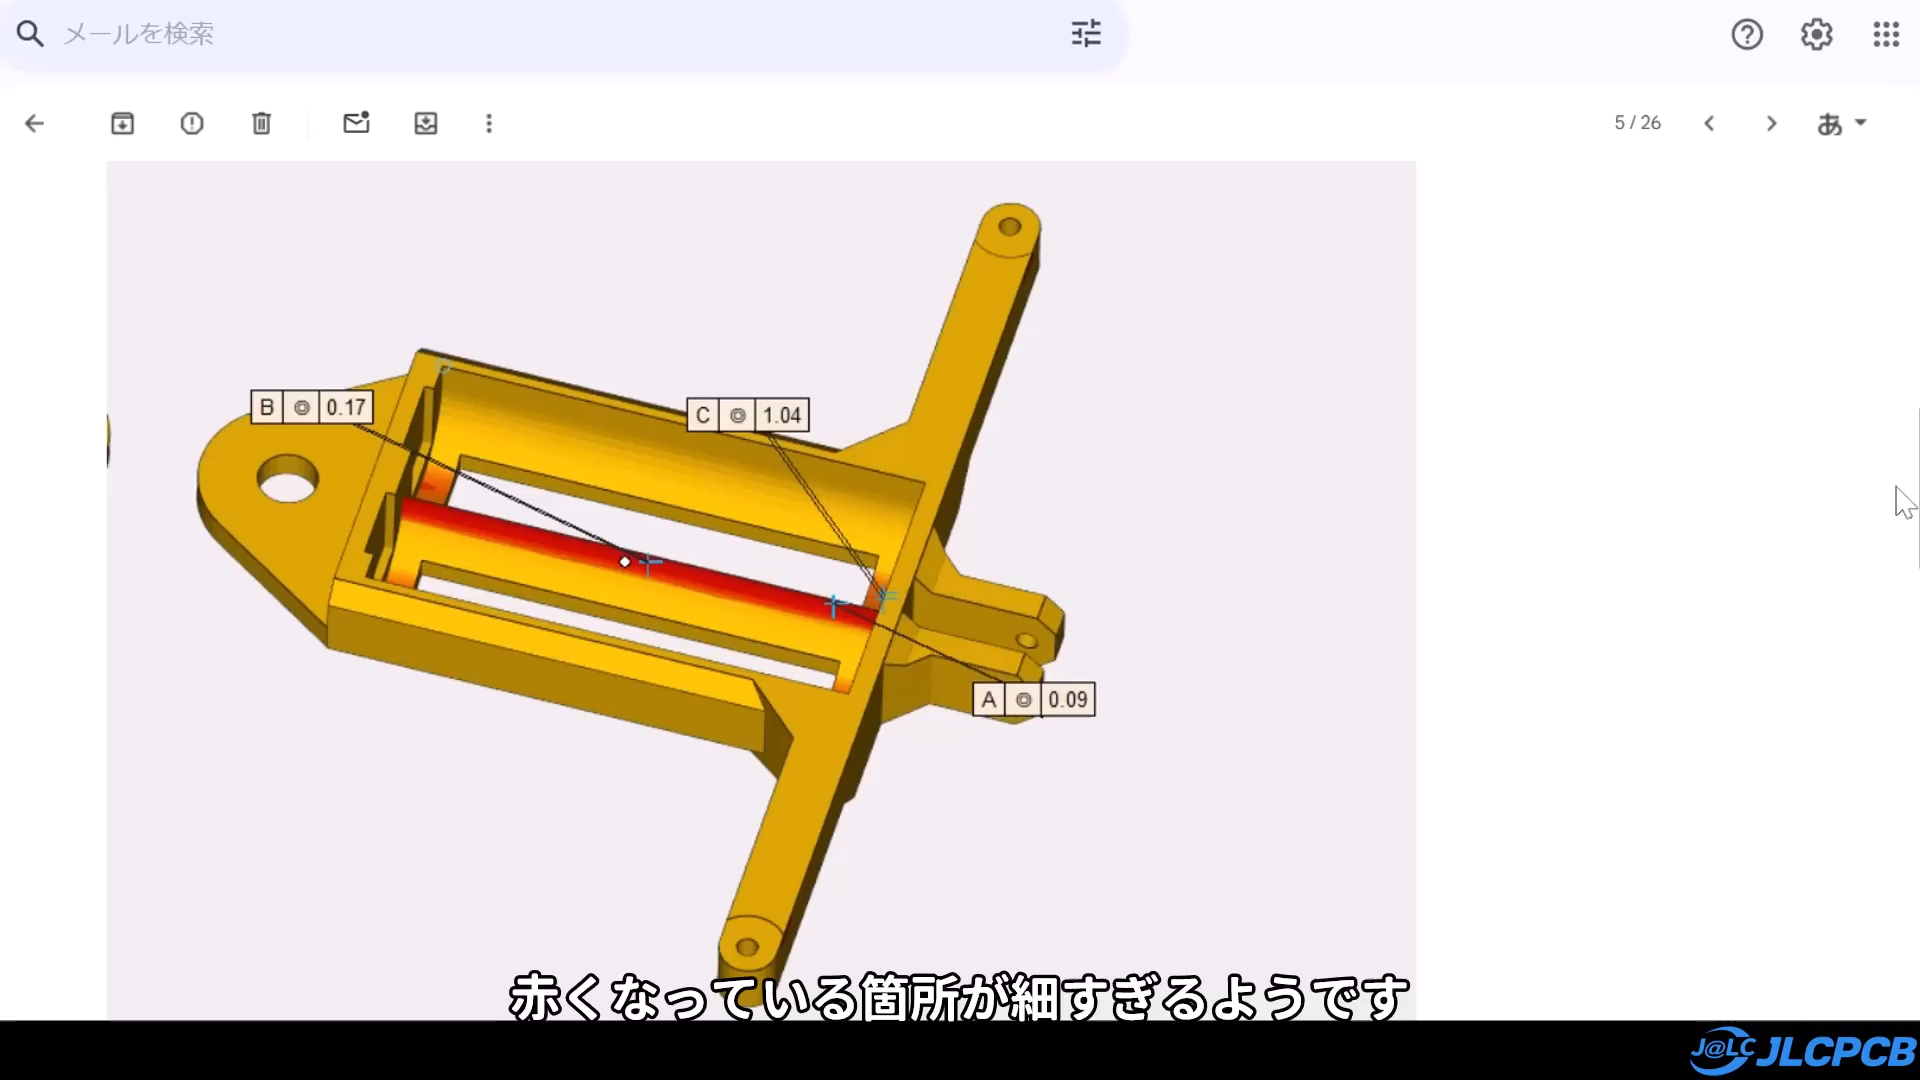 メールを検索
5 / 26
あ
B ◎ 0.17
C ◎ 1.04
A ◎ 0.09
赤くなっている箇所が細すぎるようです
J@LC JLCPCB